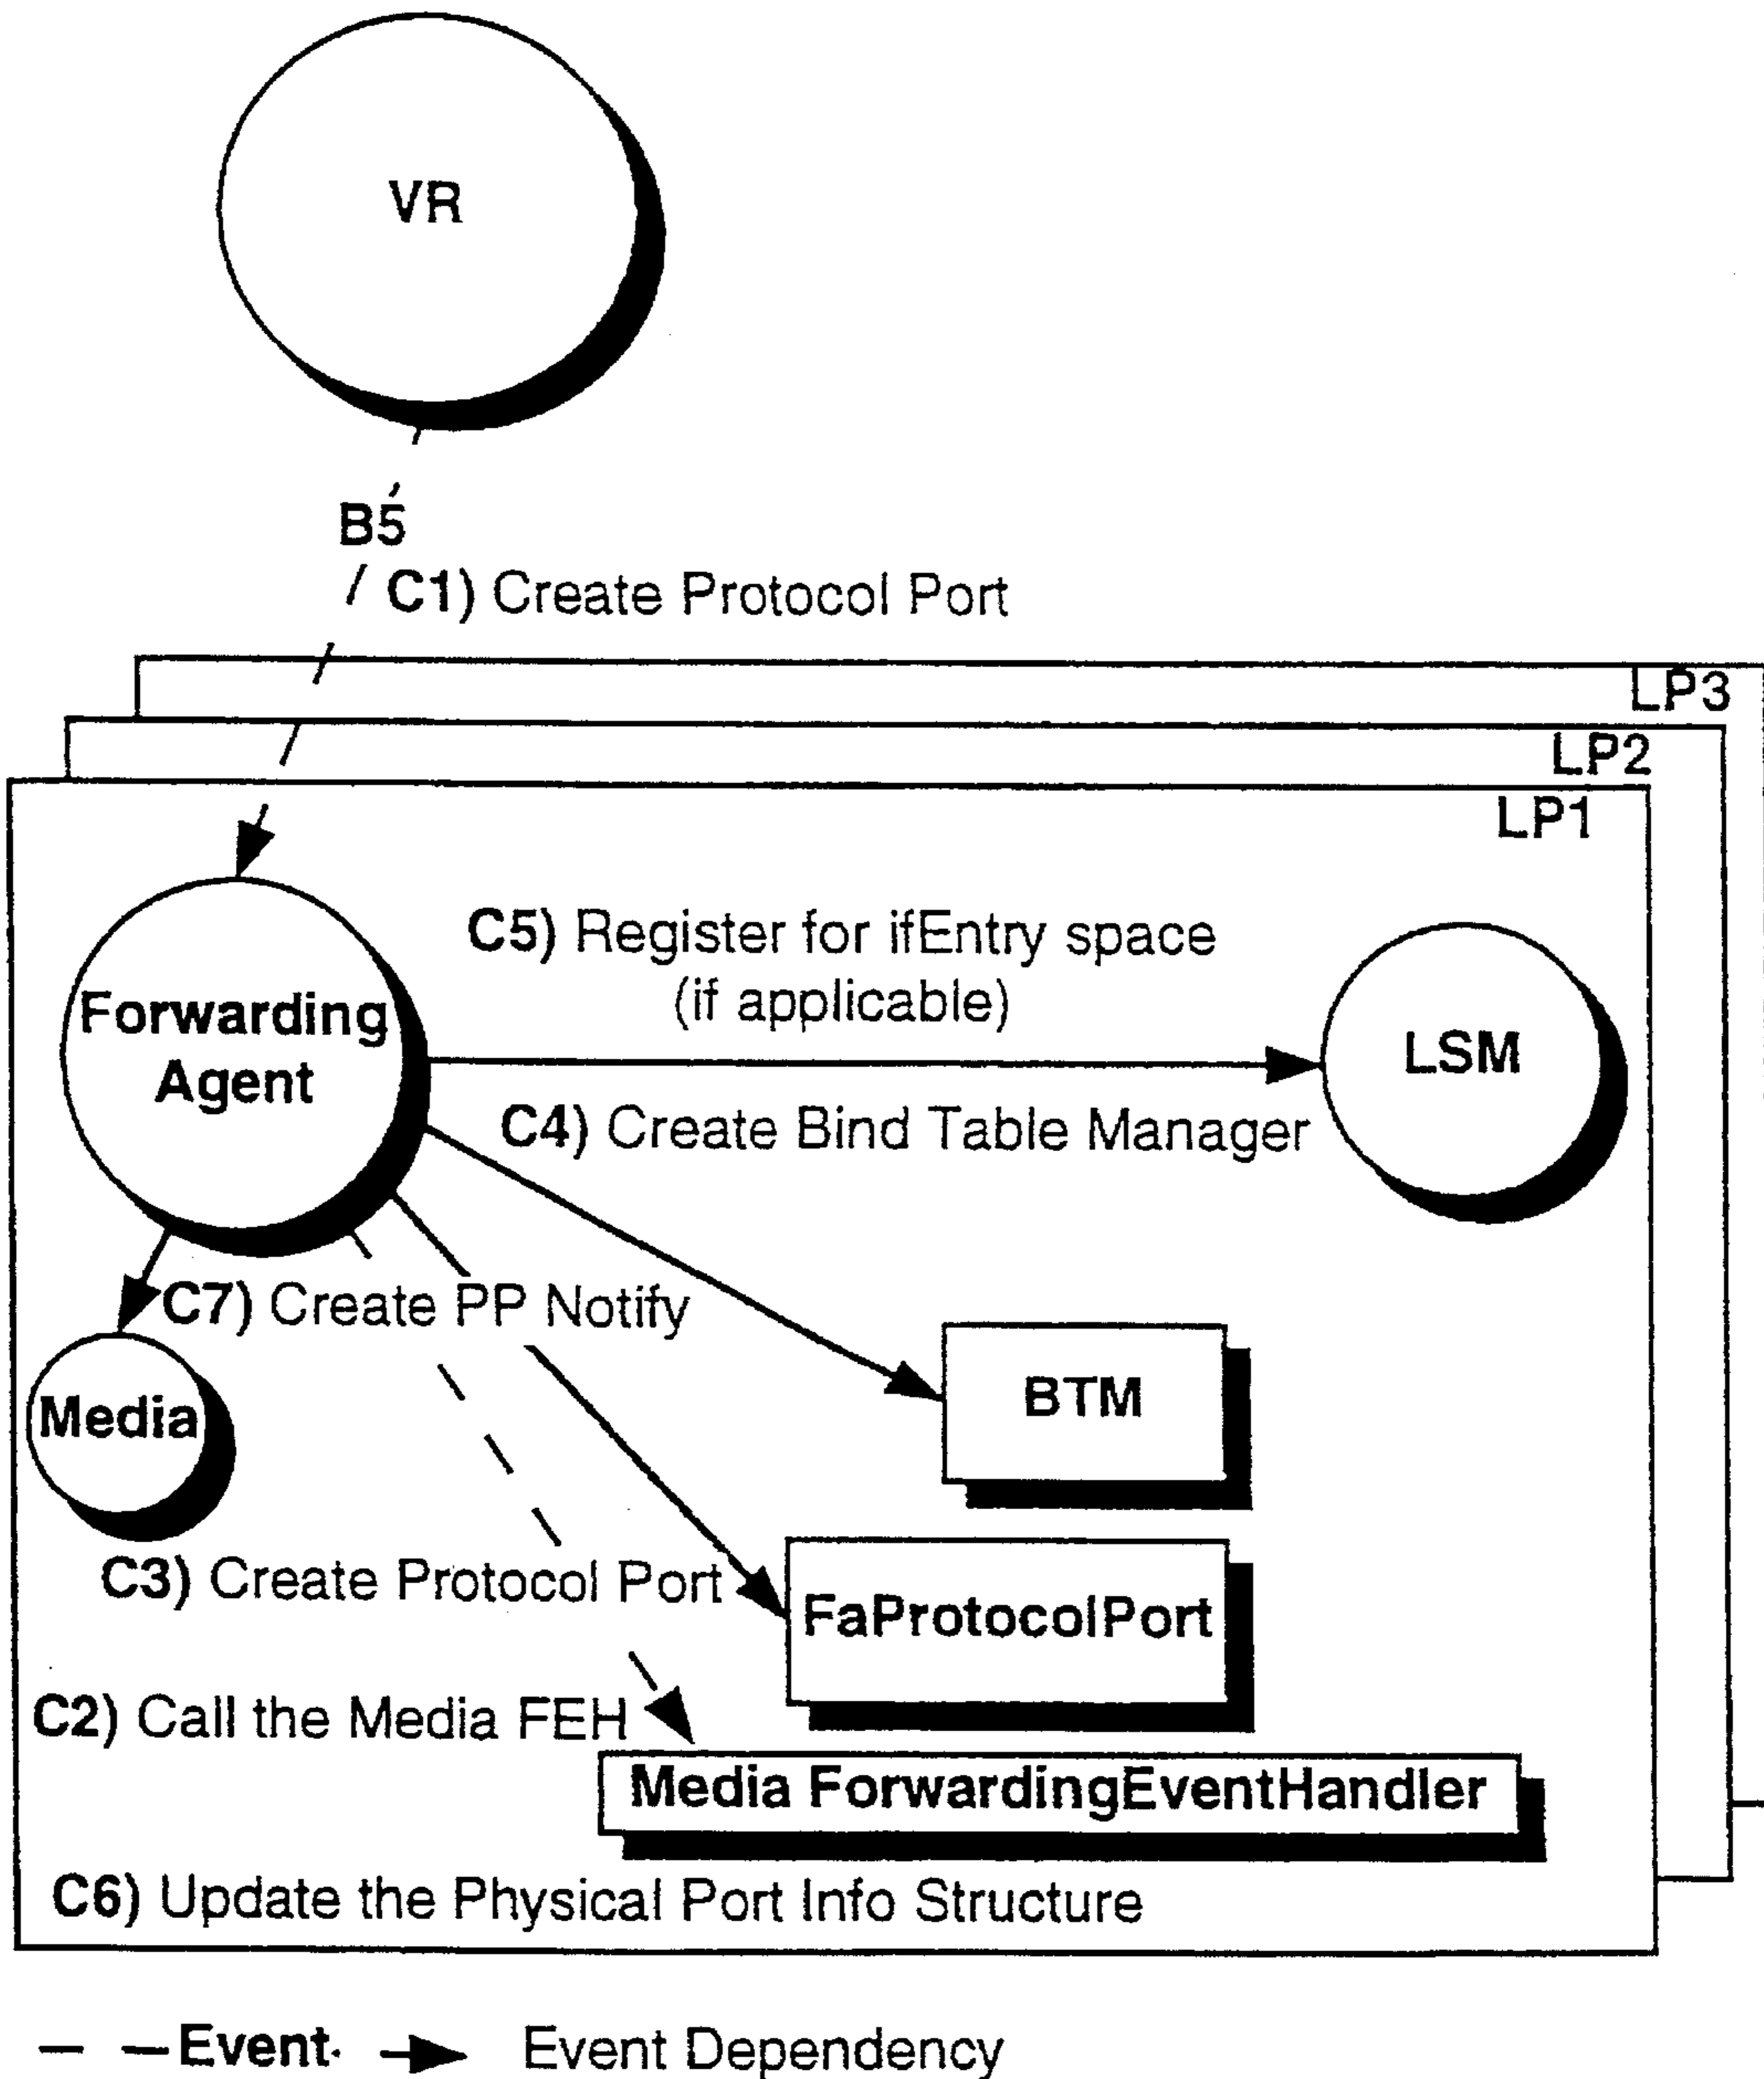 VR
B5
C1) Create Protocol Port
LP3
LP2
LP1
C5) Register for ifEntry space
(if applicable)
Forwarding
Agent
LSM
C4) Create Bind Table Manager
C7) Create PP Notify
BTM
Media
C3) Create Protocol Port
FaProtocolPort
C2) Call the Media FEH
Media ForwardingEventHandler
C6) Update the Physical Port Info Structure
Event Event Dependency